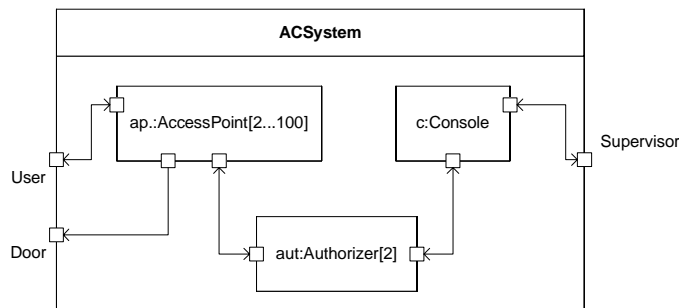 ACSystem
ap.:AccessPoint[2...100]
c:Console
Supervisor
User
Door
aut:Authorizer[2]